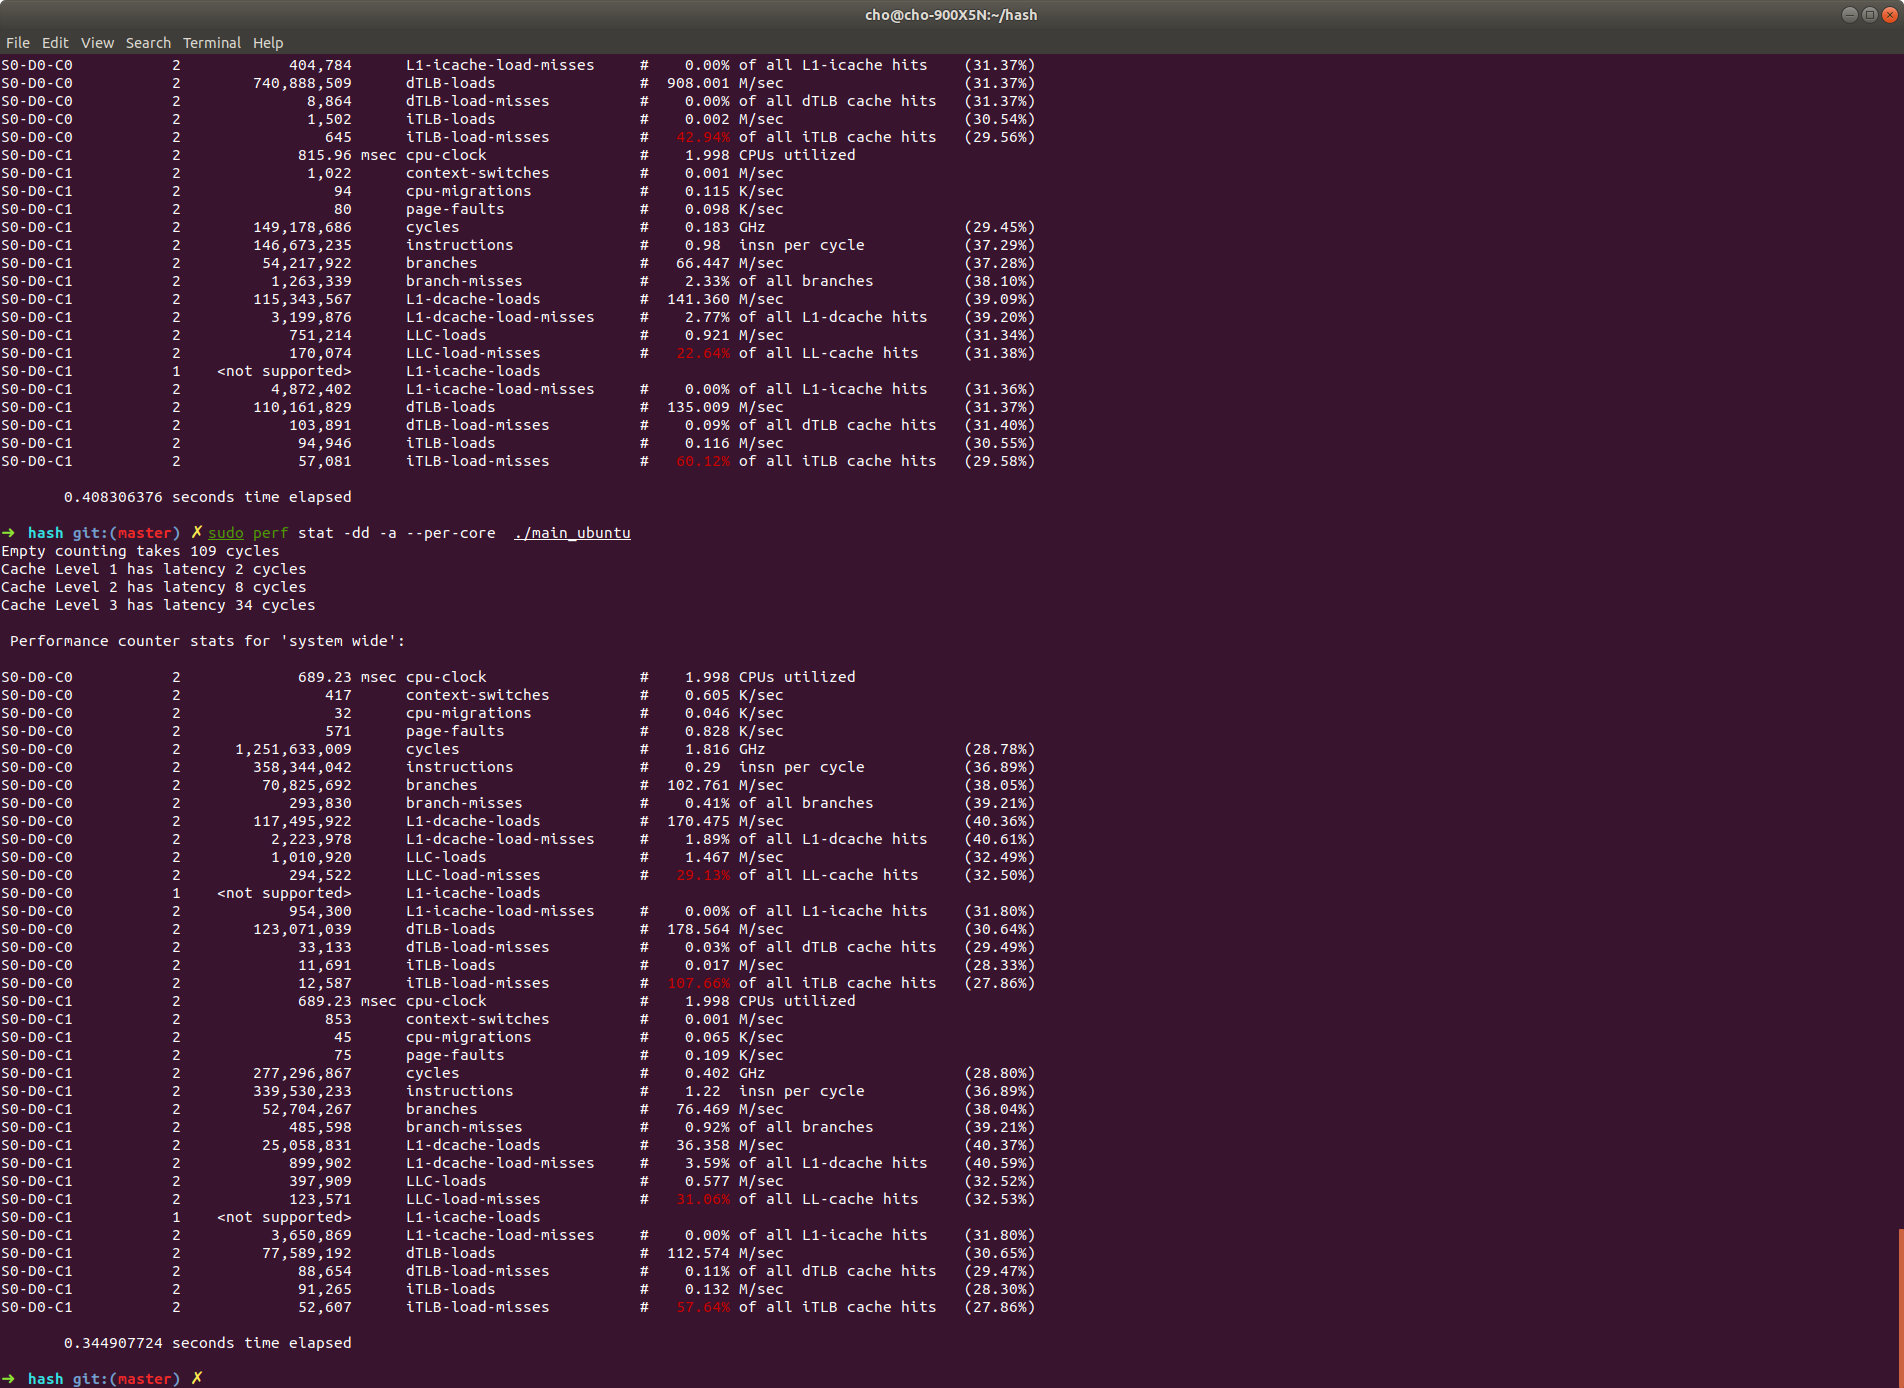 cho@cho-900X5N:~/hash
File Edit View Search Terminal Help
S0-D0-C0 2 404,784 L1-icache-load-misses # 0.00% of all L1-icache hits (31.37%)
S0-D0-C0 2 740,888,509 dTLB-loads # 908.001 M/sec (31.37%)
S0-D0-C0 2 8,864 dTLB-load-misses # 0.00% of all dTLB cache hits (31.37%)
S0-D0-C0 2 1,502 iTLB-loads # 0.002 M/sec (30.54%)
S0-D0-C0 2 645 iTLB-load-misses # 42.94% of all iTLB cache hits (29.56%)
S0-D0-C1 2 815.96 msec cpu-clock # 1.998 CPUs utilized
S0-D0-C1 2 1,022 context-switches # 0.001 M/sec
S0-D0-C1 2 94 cpu-migrations # 0.115 K/sec
S0-D0-C1 2 80 page-faults # 0.098 K/sec
S0-D0-C1 2 149,178,686 cycles # 0.183 GHz (29.45%)
S0-D0-C1 2 146,673,235 instructions # 0.98 insn per cycle (37.29%)
S0-D0-C1 2 54,217,922 branches # 66.447 M/sec (37.28%)
S0-D0-C1 2 1,263,339 branch-misses # 2.33% of all branches (38.10%)
S0-D0-C1 2 115,343,567 L1-dcache-loads # 141.360 M/sec (39.09%)
S0-D0-C1 2 3,199,876 L1-dcache-load-misses # 2.77% of all L1-dcache hits (39.20%)
S0-D0-C1 2 751,214 LLC-loads # 0.921 M/sec (31.34%)
S0-D0-C1 2 170,074 LLC-load-misses # 22.64% of all LL-cache hits (31.38%)
S0-D0-C1 1 <not supported> L1-icache-loads
S0-D0-C1 2 4,872,402 L1-icache-load-misses # 0.00% of all L1-icache hits (31.36%)
S0-D0-C1 2 110,161,829 dTLB-loads # 135.009 M/sec (31.37%)
S0-D0-C1 2 103,891 dTLB-load-misses # 0.09% of all dTLB cache hits (31.40%)
S0-D0-C1 2 94,946 iTLB-loads # 0.116 M/sec (30.55%)
S0-D0-C1 2 57,081 iTLB-load-misses # 60.12% of all iTLB cache hits (29.58%)
0.408306376 seconds time elapsed
➜ hash git:(master) ✗ sudo perf stat -dd -a --per-core ./main_ubuntu
Empty counting takes 109 cycles
Cache Level 1 has latency 2 cycles
Cache Level 2 has latency 8 cycles
Cache Level 3 has latency 34 cycles
Performance counter stats for 'system wide':
S0-D0-C0 2 689.23 msec cpu-clock # 1.998 CPUs utilized
S0-D0-C0 2 417 context-switches # 0.605 K/sec
S0-D0-C0 2 32 cpu-migrations # 0.046 K/sec
S0-D0-C0 2 571 page-faults # 0.828 K/sec
S0-D0-C0 2 1,251,633,009 cycles # 1.816 GHz (28.78%)
S0-D0-C0 2 358,344,042 instructions # 0.29 insn per cycle (36.89%)
S0-D0-C0 2 70,825,692 branches # 102.761 M/sec (38.05%)
S0-D0-C0 2 293,830 branch-misses # 0.41% of all branches (39.21%)
S0-D0-C0 2 117,495,922 L1-dcache-loads # 170.475 M/sec (40.36%)
S0-D0-C0 2 2,223,978 L1-dcache-load-misses # 1.89% of all L1-dcache hits (40.61%)
S0-D0-C0 2 1,010,920 LLC-loads # 1.467 M/sec (32.49%)
S0-D0-C0 2 294,522 LLC-load-misses # 29.13% of all LL-cache hits (32.50%)
S0-D0-C0 1 <not supported> L1-icache-loads
S0-D0-C0 2 954,300 L1-icache-load-misses # 0.00% of all L1-icache hits (31.80%)
S0-D0-C0 2 123,071,039 dTLB-loads # 178.564 M/sec (30.64%)
S0-D0-C0 2 33,133 dTLB-load-misses # 0.03% of all dTLB cache hits (29.49%)
S0-D0-C0 2 11,691 iTLB-loads # 0.017 M/sec (28.33%)
S0-D0-C0 2 12,587 iTLB-load-misses # 107.66% of all iTLB cache hits (27.86%)
S0-D0-C1 2 689.23 msec cpu-clock # 1.998 CPUs utilized
S0-D0-C1 2 853 context-switches # 0.001 M/sec
S0-D0-C1 2 45 cpu-migrations # 0.065 K/sec
S0-D0-C1 2 75 page-faults # 0.109 K/sec
S0-D0-C1 2 277,296,867 cycles # 0.402 GHz (28.80%)
S0-D0-C1 2 339,530,233 instructions # 1.22 insn per cycle (36.89%)
S0-D0-C1 2 52,704,267 branches # 76.469 M/sec (38.04%)
S0-D0-C1 2 485,598 branch-misses # 0.92% of all branches (39.21%)
S0-D0-C1 2 25,058,831 L1-dcache-loads # 36.358 M/sec (40.37%)
S0-D0-C1 2 899,902 L1-dcache-load-misses # 3.59% of all L1-dcache hits (40.59%)
S0-D0-C1 2 397,909 LLC-loads # 0.577 M/sec (32.52%)
S0-D0-C1 2 123,571 LLC-load-misses # 31.06% of all LL-cache hits (32.53%)
S0-D0-C1 1 <not supported> L1-icache-loads
S0-D0-C1 2 3,650,869 L1-icache-load-misses # 0.00% of all L1-icache hits (31.80%)
S0-D0-C1 2 77,589,192 dTLB-loads # 112.574 M/sec (30.65%)
S0-D0-C1 2 88,654 dTLB-load-misses # 0.11% of all dTLB cache hits (29.47%)
S0-D0-C1 2 91,265 iTLB-loads # 0.132 M/sec (28.30%)
S0-D0-C1 2 52,607 iTLB-load-misses # 57.64% of all iTLB cache hits (27.86%)
0.344907724 seconds time elapsed
➜ hash git:(master) ✗